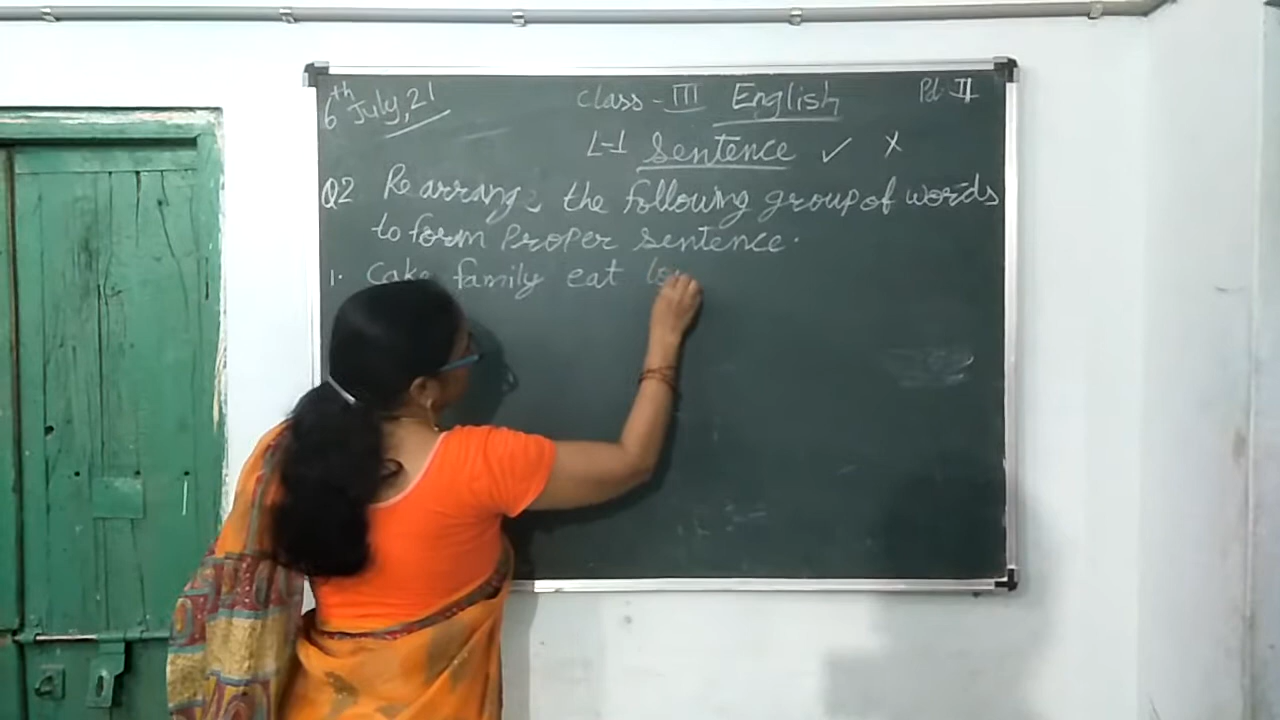 6th July,21 Class - III English Pd. II
L-1 Sentence ✓ x
Q2 Rearrange the following group of words
to form Proper sentence.
1. Cake family eat